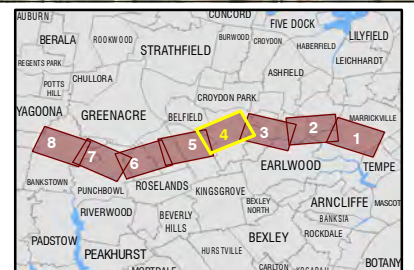 AUBURN
CONCORD
FIVE DOCK
BERALA
ROOKWOOD
STRATHFIELD
BURWOOD
CROYDON
HABERFIELD
LILYFIELD
REGENTS PARK
LEICHHARDT
CHULLORA
ASHFIELD
POTTS
HILL
CROYDON PARK
YAGOONA
GREENACRE
BELFIELD
MARRICKVILLE
8
7
6
5
4
3
2
1
EARLWOOD
TEMPE
BANKSTOWN
PUNCHBOWL
ROSELANDS
KINGSGROVE
RIVERWOOD
BEVERLY
HILLS
BEXLEY
NORTH
ARNCLIFFE
MASCOT
BANKSIA
PADSTOW
PEAKHURST
HURSTVILLE
BEXLEY
ROCKDALE
CARLTON
BOTANY